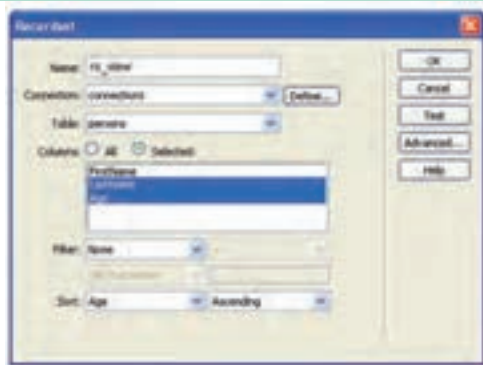 Recordset
Name: rs_view
Connection: connections Define...
Table: persons
Columns: All Selected:
FirstName
LastName
Age
Filter: None
Sort: Age Ascending
OK
Cancel
Test
Advanced...
Help